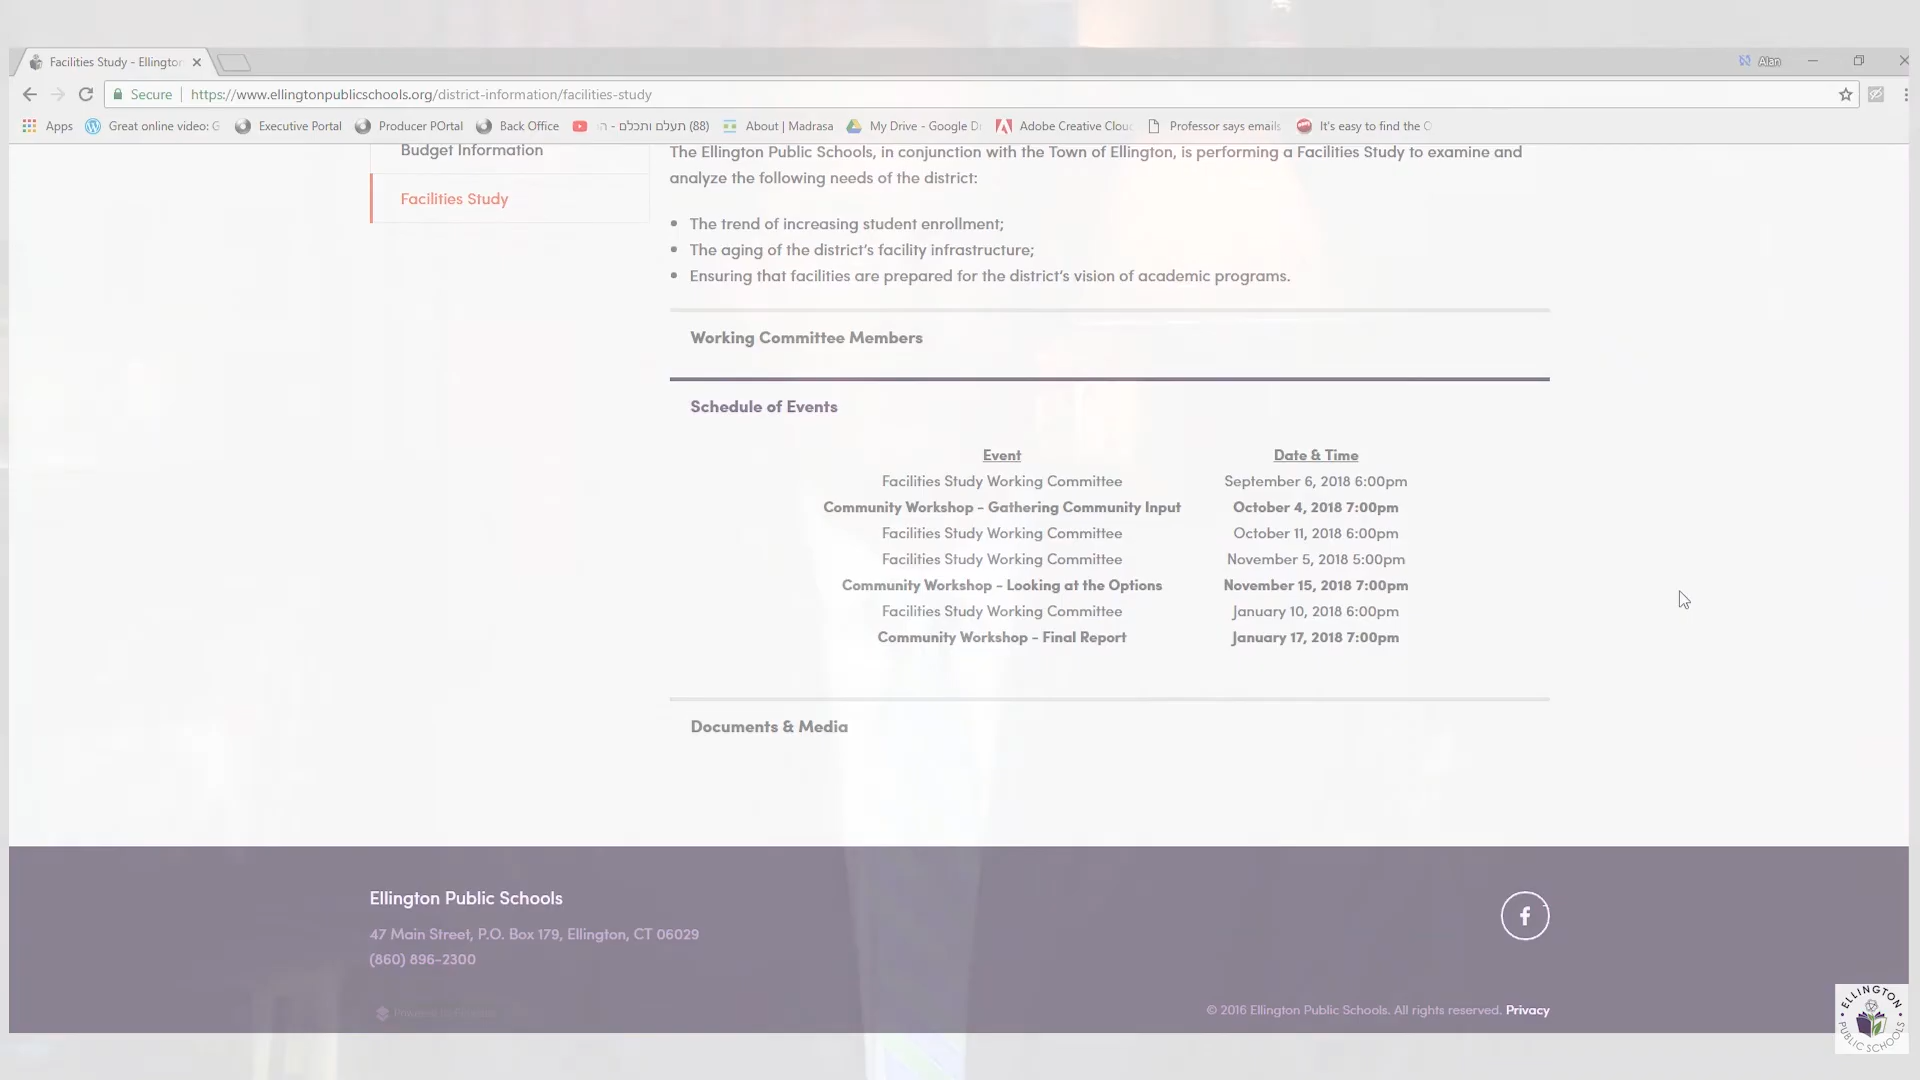 Facilities Study - Ellingto
Alan
Secure | https://www.ellingtonpublicschools.org/district-information/facilities-study
Apps Great online video: G Executive Portal Producer POrtal Back Office (88) תעלם ותכלם - הו About | Madrasa My Drive - Google D Adobe Creative Clou Professor says emails It's easy to find the O
Budget Information
Facilities Study
The Ellington Public Schools, in conjunction with the Town of Ellington, is performing a Facilities Study to examine and
analyze the following needs of the district:
The trend of increasing student enrollment;
The aging of the district's facility infrastructure;
Ensuring that facilities are prepared for the district's vision of academic programs.
Working Committee Members
Schedule of Events
Event Date & Time
Facilities Study Working Committee September 6, 2018 6:00pm
Community Workshop - Gathering Community Input October 4, 2018 7:00pm
Facilities Study Working Committee October 11, 2018 6:00pm
Facilities Study Working Committee November 5, 2018 5:00pm
Community Workshop - Looking at the Options November 15, 2018 7:00pm
Facilities Study Working Committee January 10, 2018 6:00pm
Community Workshop - Final Report January 17, 2018 7:00pm
Documents & Media
Ellington Public Schools
47 Main Street, P.O. Box 179, Ellington, CT 06029
(860) 896-2300
© 2016 Ellington Public Schools. All rights reserved. Privacy
ELLINGTON
PUBLIC SCHOOLS